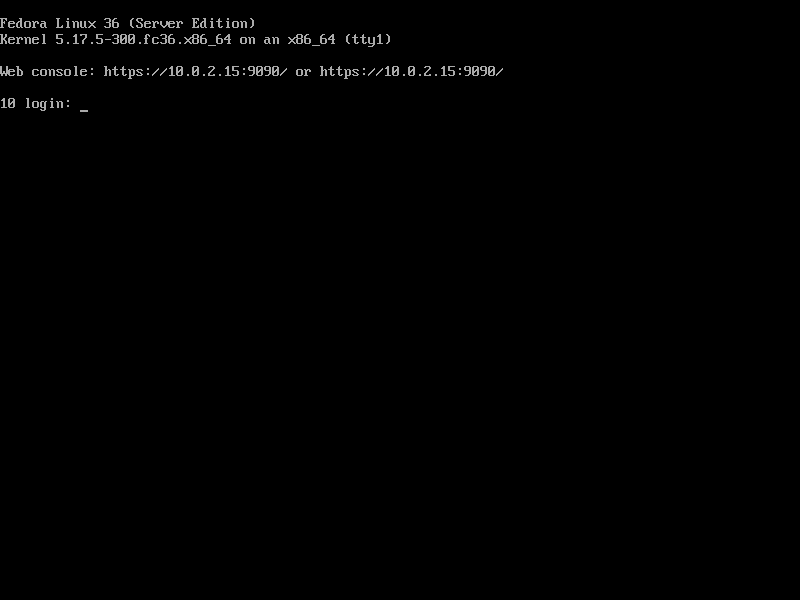 Fedora Linux 36 (Server Edition)
Kernel 5.17.5-300.fc36.x86_64 on an x86_64 (tty1)
Web console: https://10.0.2.15:9090/ or https://10.0.2.15:9090/
10 login: _